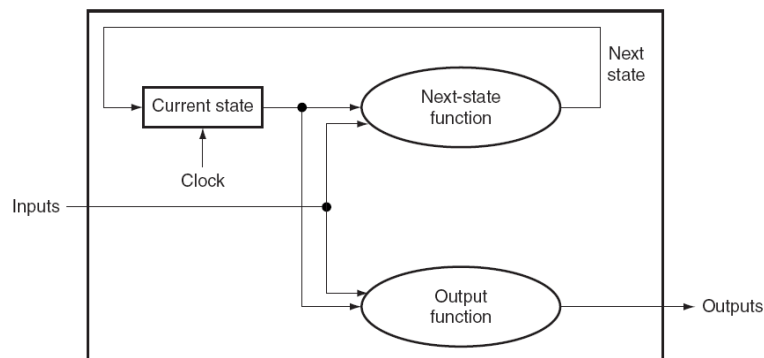 Next
state
Current state
Next-state
function
Clock
Inputs
Output
function
Outputs